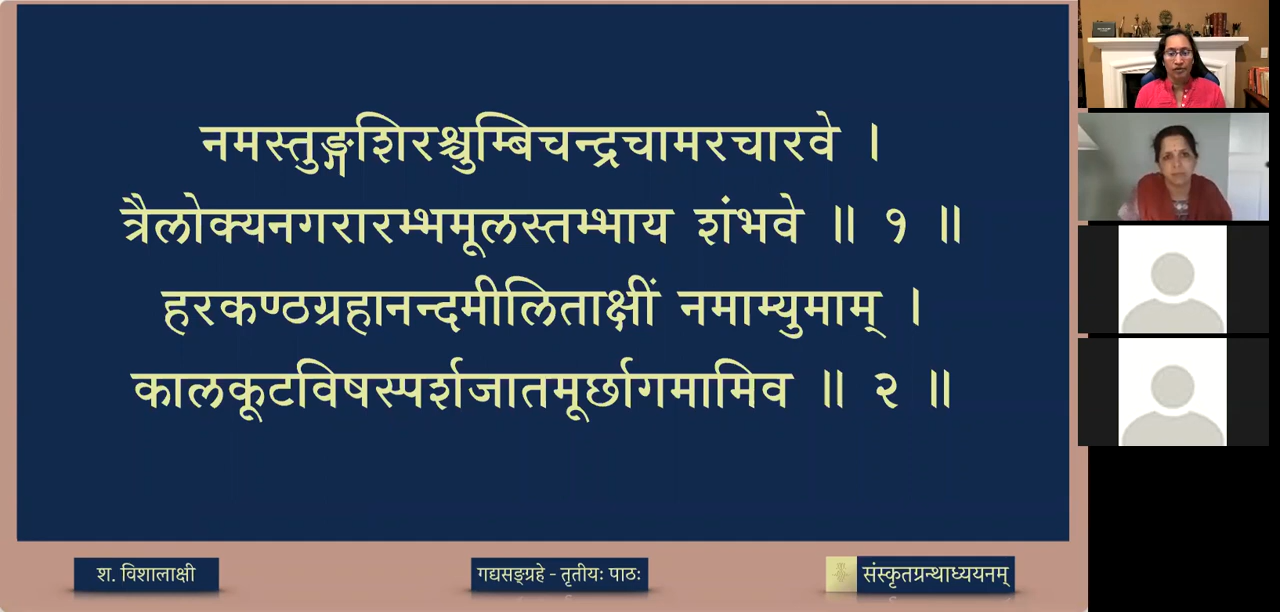 नमस्तुङ्गशिरश्चुम्बिचन्द्रचामरचारवे ।
त्रैलोक्यनगरारम्भमूलस्तम्भाय शंभवे ॥ १ ॥
हरकण्ठग्रहानन्दमीलिताक्षीं नमाम्युमाम् ।
कालकूटविषस्पर्शजातमूर्छागमामिव ॥ २ ॥
श. विशालाक्षी
गद्यसङ्ग्रहे - तृतीयः पाठः
संस्कृतग्रन्थाध्ययनम्